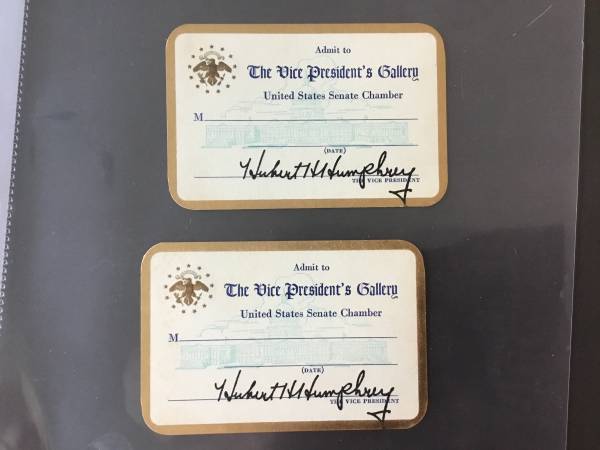 Admit to
The Vice President's Gallery
United States Senate Chamber
M
(DATE)
Hubert H Humphrey
THE VICE PRESIDENT
Admit to
The Vice President's Gallery
United States Senate Chamber
M
(DATE)
Hubert H Humphrey
THE VICE PRESIDENT